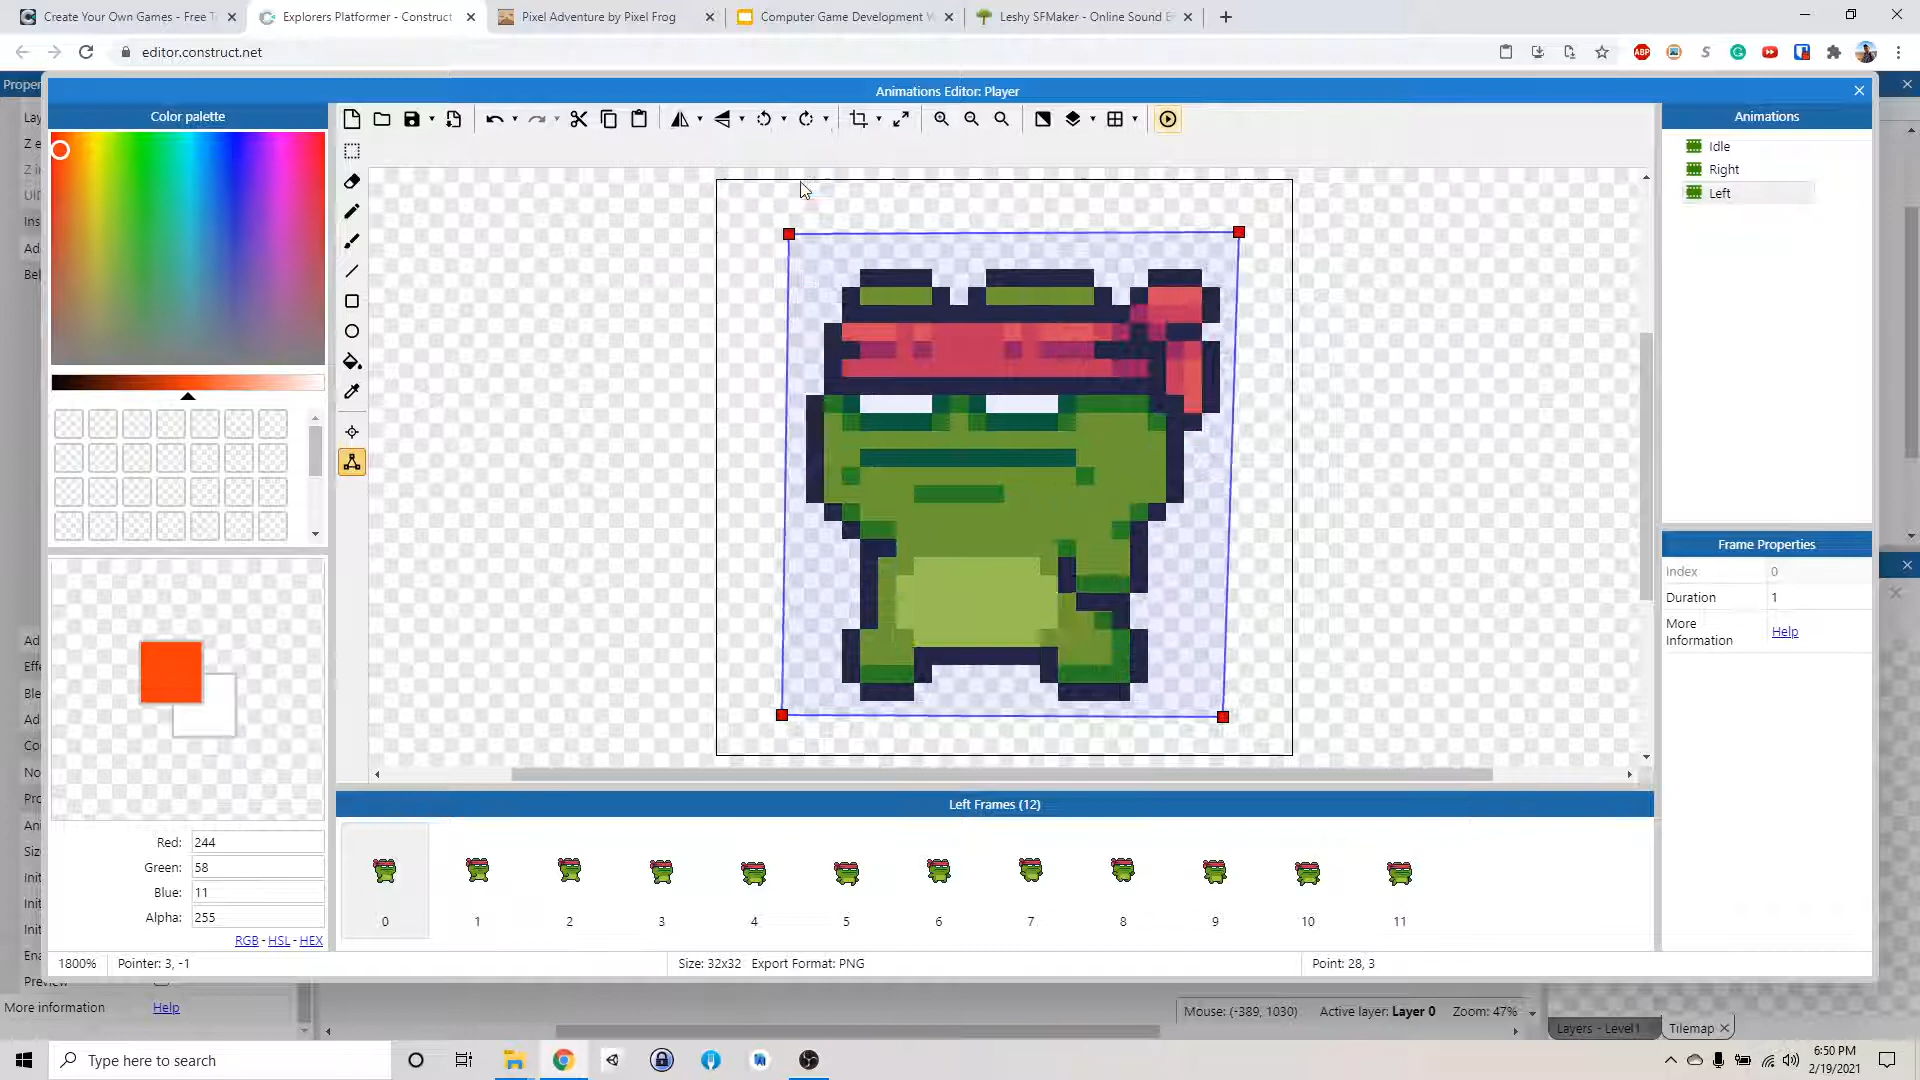 Create Your Own Games - Free T
Explorers Platformer - Construct
Pixel Adventure by Pixel Frog
Computer Game Development
Leshy SFMaker - Online Sound E
editor.construct.net
ABP
Animations Editor: Player
Color palette
Animations
Idle
Right
Left
Frame Properties
Index 0
Duration 1
More Information Help
Left Frames (12)
0 1 2 3 4 5 6 7 8 9 10 11
Red: 244
Green: 58
Blue: 11
Alpha: 255
RGB - HSL - HEX
1800%
Pointer: 3, -1
Size: 32x32 Export Format: PNG
Point: 28, 3
More information Help
Mouse: (-389, 1030) Active layer: Layer 0 Zoom: 47%
Layers - Level1
Tilemap
Type here to search
6:50 PM
2/19/2021